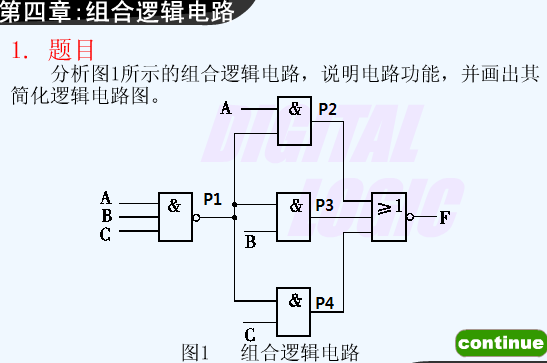 第四章:组合逻辑电路
1. 题目
分析图1所示的组合逻辑电路，说明电路功能，并画出其
简化逻辑电路图。
DIGITAL
LOGIC
A
&
P2
A
B
C
&
P1
&
P3
B
≥1
F
&
P4
C
图1 组合逻辑电路
continue